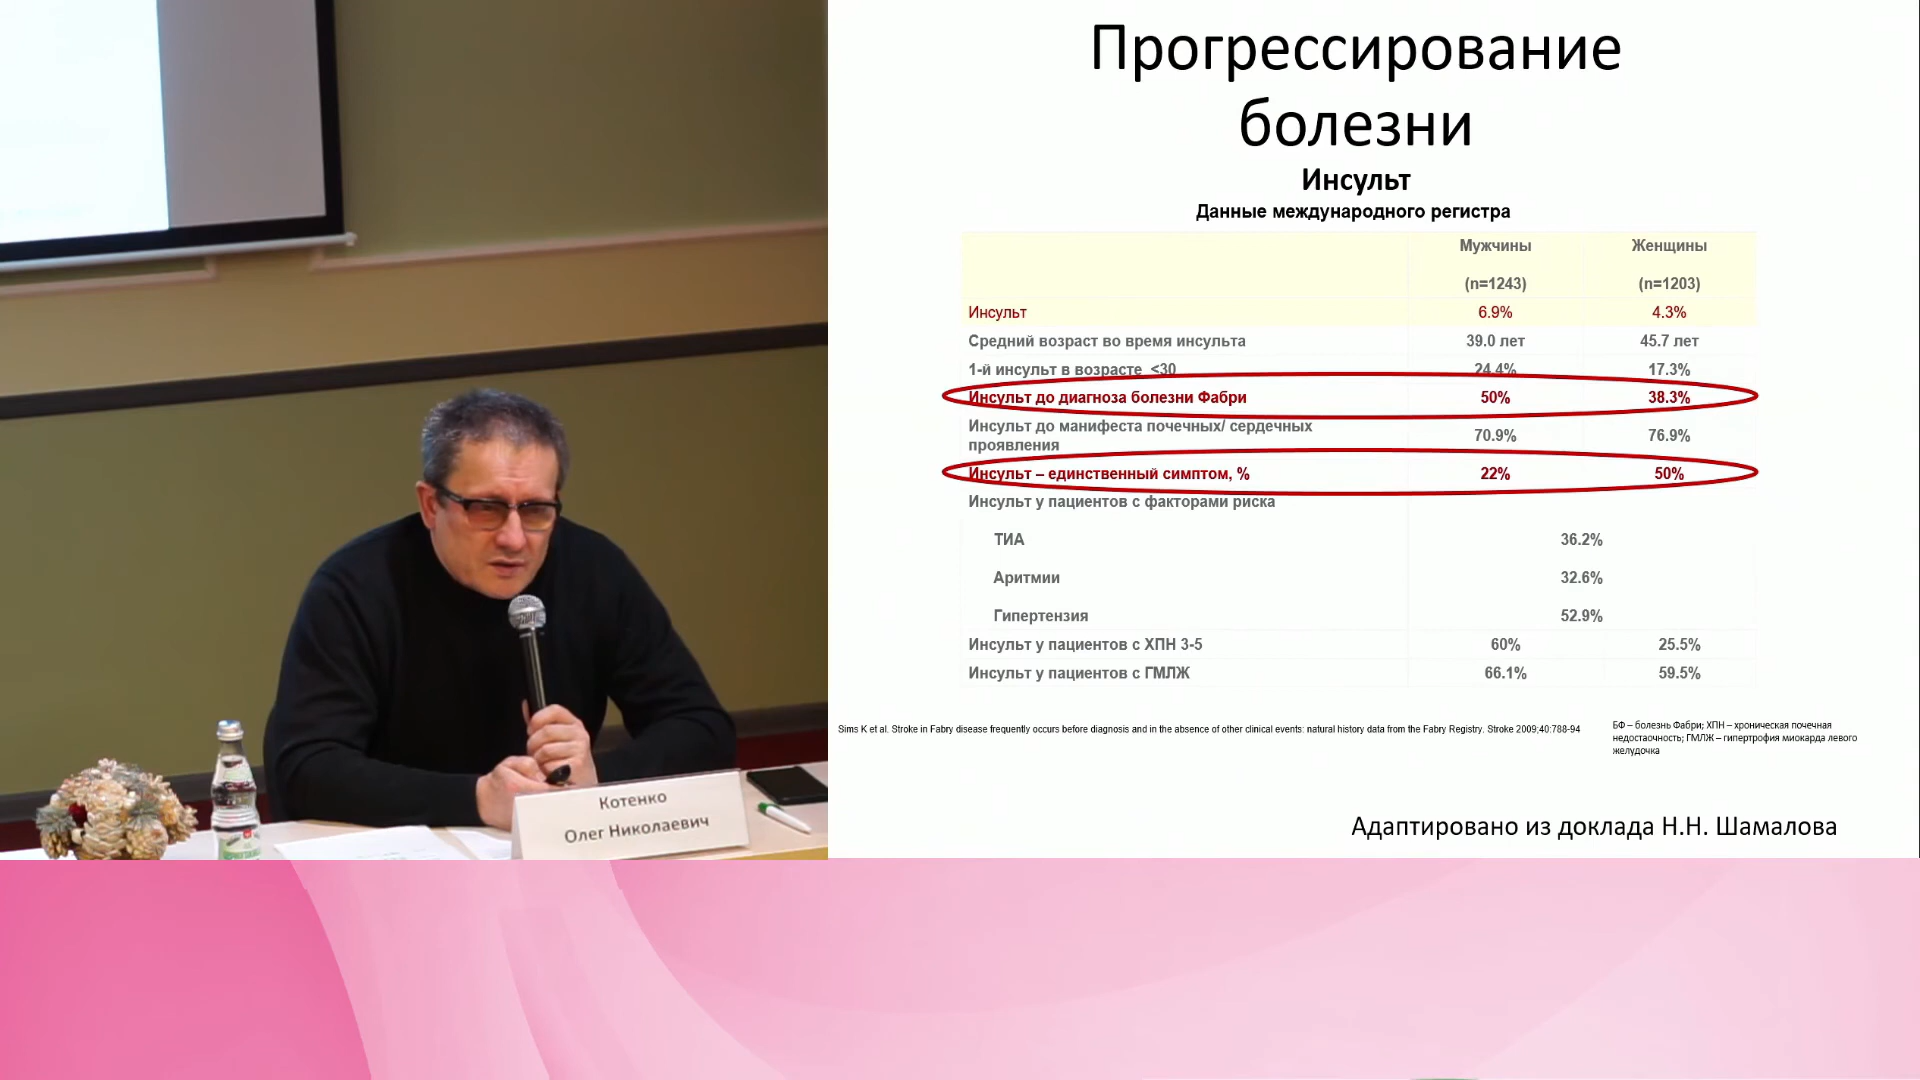 Котенко
Олег Николаевич
Прогрессирование
болезни
Инсульт
Данные международного регистра
Мужчины Женщины
(n=1243) (n=1203)
Инсульт 6.9% 4.3%
Средний возраст во время инсульта 39.0 лет 45.7 лет
1-й инсульт в возрасте <30 24.4% 17.3%
Инсульт до диагноза болезни Фабри 50% 38.3%
Инсульт до манифеста почечных/ сердечных
проявления 70.9% 76.9%
Инсульт – единственный симптом, % 22% 50%
Инсульт у пациентов с факторами риска
ТИА 36.2%
Аритмии 32.6%
Гипертензия 52.9%
Инсульт у пациентов с ХПН 3-5 60% 25.5%
Инсульт у пациентов с ГМЛЖ 66.1% 59.5%
Sims K et al. Stroke in Fabry disease frequently occurs before diagnosis and in the absence of other clinical events: natural history data from the Fabry Registry. Stroke 2009;40:788-94
БФ – болезнь Фабри; ХПН – хроническая почечная
недостаочность; ГМЛЖ – гипертрофия миокарда левого
желудочка
Адаптировано из доклада Н.Н. Шамалова